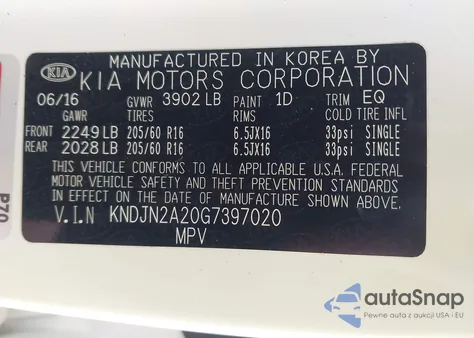 MANUFACTURED IN KOREA BY
KIA KIA MOTORS CORPORATION
06/16 GVWR 3902 LB PAINT 1D TRIM EQ
GAWR TIRES RIMS COLD TIRE INFL
FRONT 2249 LB 205/60 R16 6.5JX16 33psi SINGLE
REAR 2028 LB 205/60 R16 6.5JX16 33psi SINGLE
THIS VEHICLE CONFORMS TO ALL APPLICABLE U.S.A. FEDERAL
MOTOR VEHICLE SAFETY AND THEFT PREVENTION STANDARDS
IN EFFECT ON THE DATE OF MANUFACTURE SHOWN ABOVE.
V.I.N KNDJN2A20G7397020
MPV
P70
autoSnap
Pewne auta z aukcji USA i EU